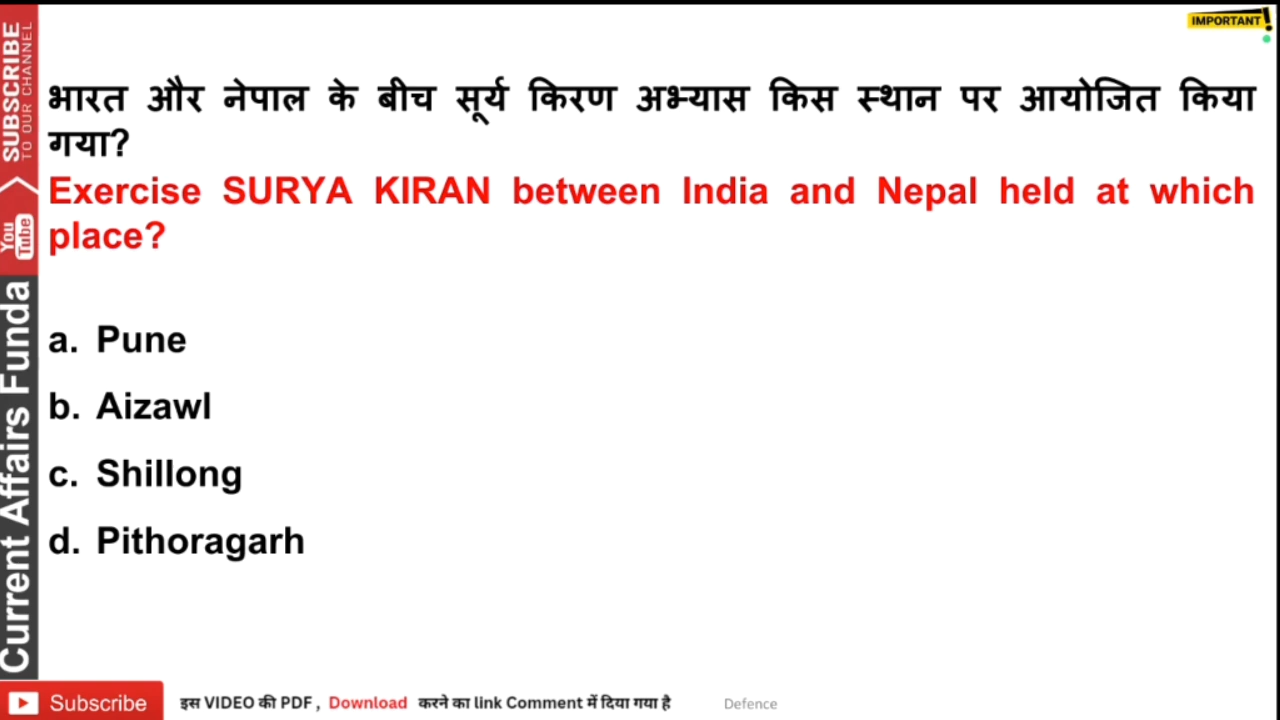 IMPORTANT!
भारत और नेपाल के बीच सूर्य किरण अभ्यास किस स्थान पर आयोजित किया
गया?
Exercise SURYA KIRAN between India and Nepal held at which
place?
a. Pune
b. Aizawl
c. Shillong
d. Pithoragarh
SUBSCRIBE
TO OUR CHANNEL
You
Tube
Current Affairs Funda
Subscribe
इस VIDEO की PDF , Download करने का link Comment में दिया गया है
Defence